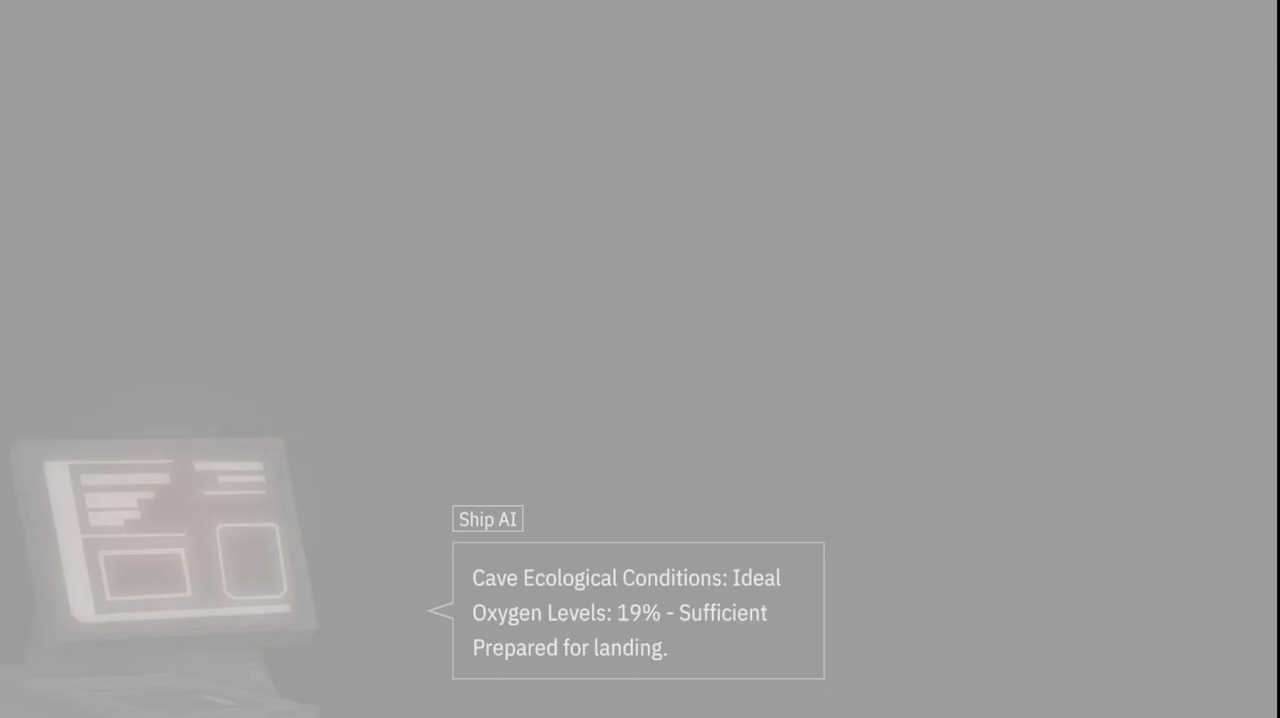 Ship AI
Cave Ecological Conditions: Ideal
Oxygen Levels: 19% - Sufficient
Prepared for landing.